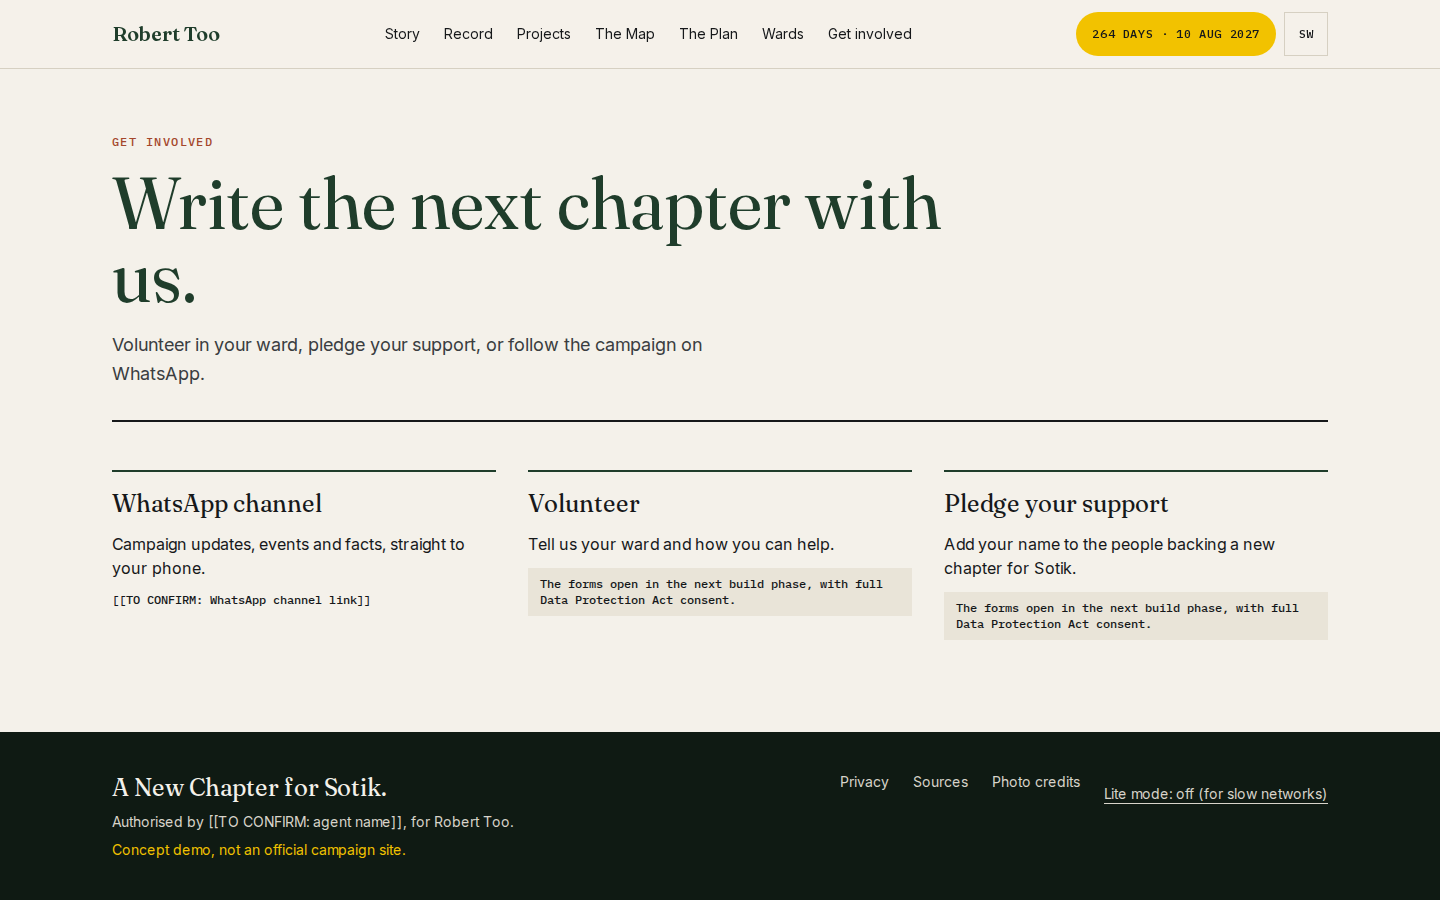 Robert Too
Story Record Projects The Map The Plan Wards Get involved
264 DAYS · 10 AUG 2027
SW
GET INVOLVED
Write the next chapter with
us.
Volunteer in your ward, pledge your support, or follow the campaign on
WhatsApp.
WhatsApp channel
Campaign updates, events and facts, straight to
your phone.
[[TO CONFIRM: WhatsApp channel link]]
Volunteer
Tell us your ward and how you can help.
The forms open in the next build phase, with full
Data Protection Act consent.
Pledge your support
Add your name to the people backing a new
chapter for Sotik.
The forms open in the next build phase, with full
Data Protection Act consent.
A New Chapter for Sotik.
Authorised by [[TO CONFIRM: agent name]], for Robert Too.
Concept demo, not an official campaign site.
Privacy Sources Photo credits Lite mode: off (for slow networks)